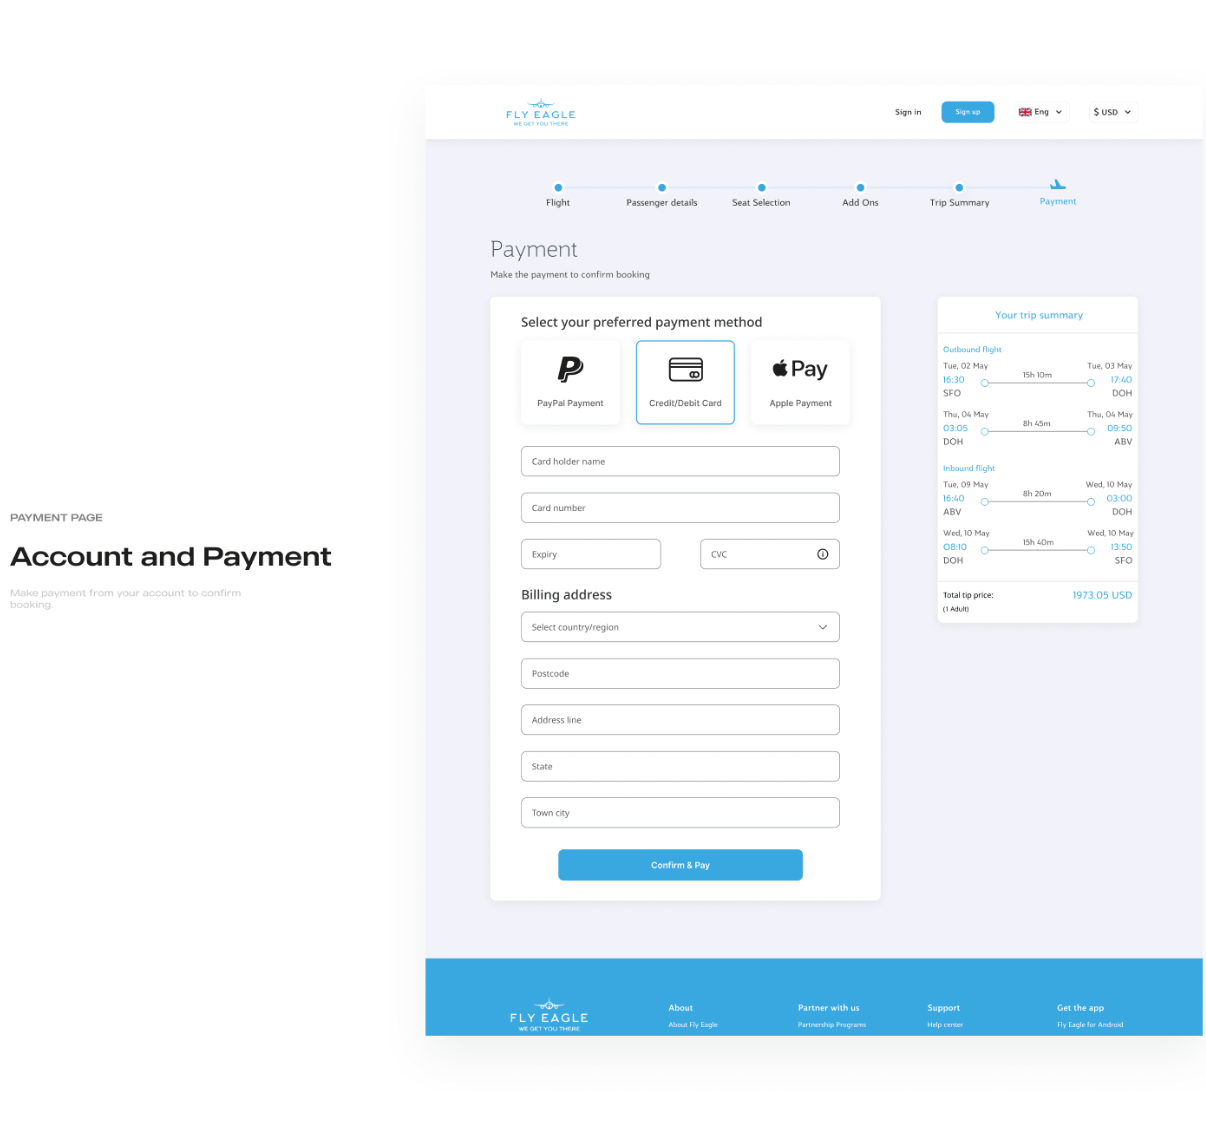 FLY EAGLE
WE GET YOU THERE
Sign in
Sign up
Eng
$ USD
Flight
Passenger details
Seat Selection
Add Ons
Trip Summary
Payment
Payment
Make the payment to confirm booking
Select your preferred payment method
PayPal Payment
Credit/Debit Card
Pay
Apple Payment
Card holder name
Card number
Expiry
CVC
Billing address
Select country/region
Postcode
Address line
State
Town city
Confirm & Pay
Your trip summary
Outbound flight
Tue, 02 May
Tue, 03 May
16:30
15h 10m
17:40
SFO
DOH
Thu, 04 May
Thu, 04 May
03:05
8h 45m
09:50
DOH
ABV
Inbound flight
Tue, 09 May
Wed, 10 May
16:40
8h 20m
03:00
ABV
DOH
Wed, 10 May
Wed, 10 May
08:10
15h 40m
13:50
DOH
SFO
Total tip price:
1973.05 USD
(1 Adult)
PAYMENT PAGE
Account and Payment
Make payment from your account to confirm
booking.
FLY EAGLE
WE GET YOU THERE
About
About Fly Eagle
Partner with us
Partnership Programs
Support
Help center
Get the app
Fly Eagle for Android